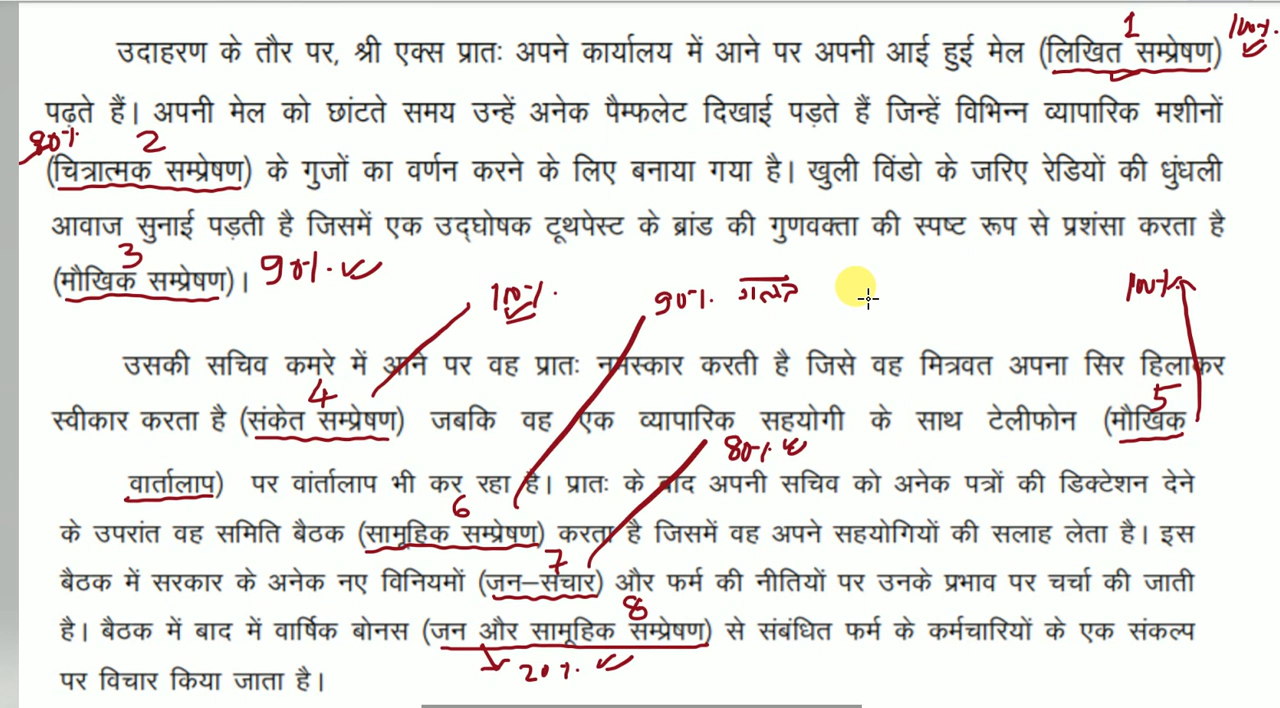 1 100%.
उदाहरण के तौर पर, श्री एक्स प्रातः अपने कार्यालय में आने पर अपनी आई हुई मेल (लिखित सम्प्रेषण)
पढ़ते हैं। अपनी मेल को छांटते समय उन्हें अनेक पैम्फलेट दिखाई पड़ते हैं जिन्हें विभिन्न व्यापारिक मशीनों
80% 2
(चित्रात्मक सम्प्रेषण) के गुजों का वर्णन करने के लिए बनाया गया है। खुली विंडो के जरिए रेडियों की धुंधली
आवाज सुनाई पड़ती है जिसमें एक उद्घोषक टूथपेस्ट के ब्रांड की गुणवक्ता की स्पष्ट रूप से प्रशंसा करता है
3
(मौखिक सम्प्रेषण)। 90%.
100%. 90%. गलत 100%
उसकी सचिव कमरे में आने पर वह प्रातः नमस्कार करती है जिसे वह मित्रवत अपना सिर हिलाकर
4 5
स्वीकार करता है (संकेत सम्प्रेषण) जबकि वह एक व्यापारिक सहयोगी के साथ टेलीफोन (मौखिक
80%.
वार्तालाप) पर वांर्तालाप भी कर रहा है। प्रातः के बाद अपनी सचिव को अनेक पत्रों की डिक्टेशन देने
6
के उपरांत वह समिति बैठक (सामूहिक सम्प्रेषण) करता है जिसमें वह अपने सहयोगियों की सलाह लेता है। इस
7
बैठक में सरकार के अनेक नए विनियमों (जन–संचार) और फर्म की नीतियों पर उनके प्रभाव पर चर्चा की जाती
8
है। बैठक में बाद में वार्षिक बोनस (जन और सामूहिक सम्प्रेषण) से संबंधित फर्म के कर्मचारियों के एक संकल्प
20%.
पर विचार किया जाता है।